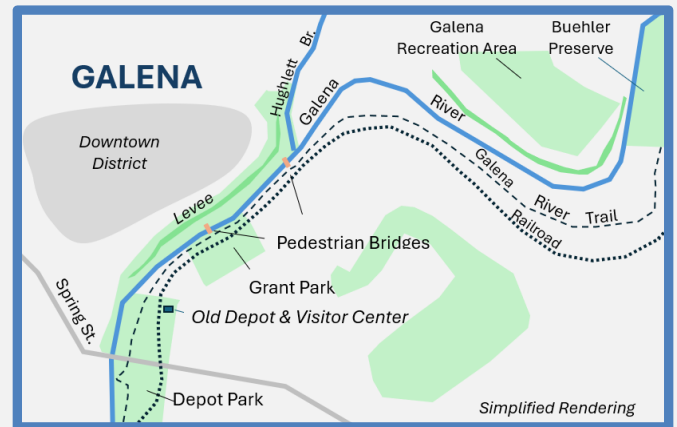 GALENA
Downtown
District
Levee
Hughlett Br.
Galena
River
Galena
Recreation Area
Buehler
Preserve
Galena
River
Trail
Railroad
Pedestrian Bridges
Grant Park
Old Depot & Visitor Center
Spring St.
Depot Park
Simplified Rendering